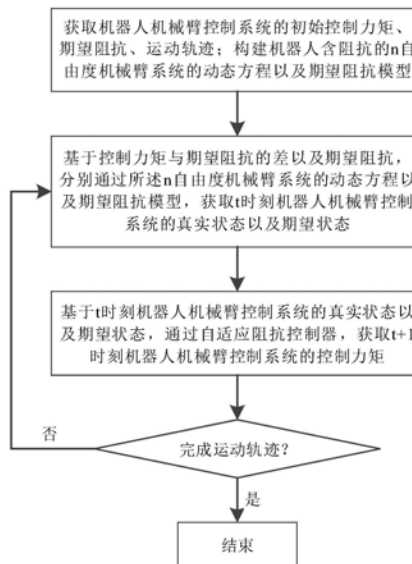 获取机器人机械臂控制系统的初始控制力矩、
期望阻抗、运动轨迹；构建机器人含阻抗的n自
由度机械臂系统的动态方程以及期望阻抗模型
基于控制力矩与期望阻抗的差以及期望阻抗，
分别通过所述n自由度机械臂系统的动态方程以
及期望阻抗模型，获取t时刻机器人机械臂控制
系统的真实状态以及期望状态
基于t时刻机器人机械臂控制系统的真实状态以
及期望状态，通过自适应阻抗控制器，获取t+1
时刻机器人机械臂控制系统的控制力矩
否
完成运动轨迹？
是
结束